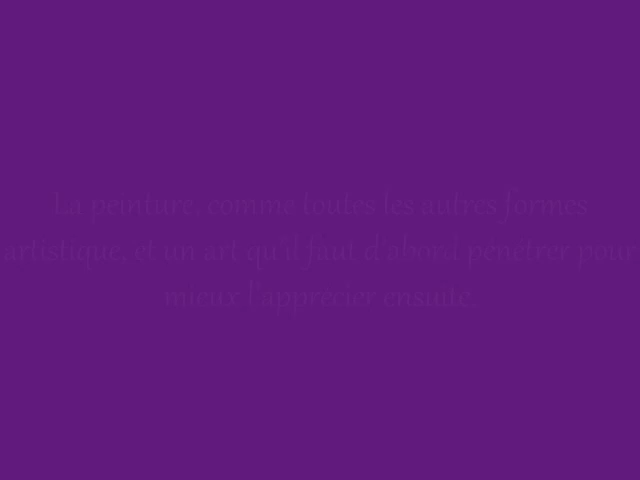 La peinture, comme toutes les autres formes
artistique, et un art qu'il faut d'abord pénétrer pour
mieux l'apprécier ensuite.